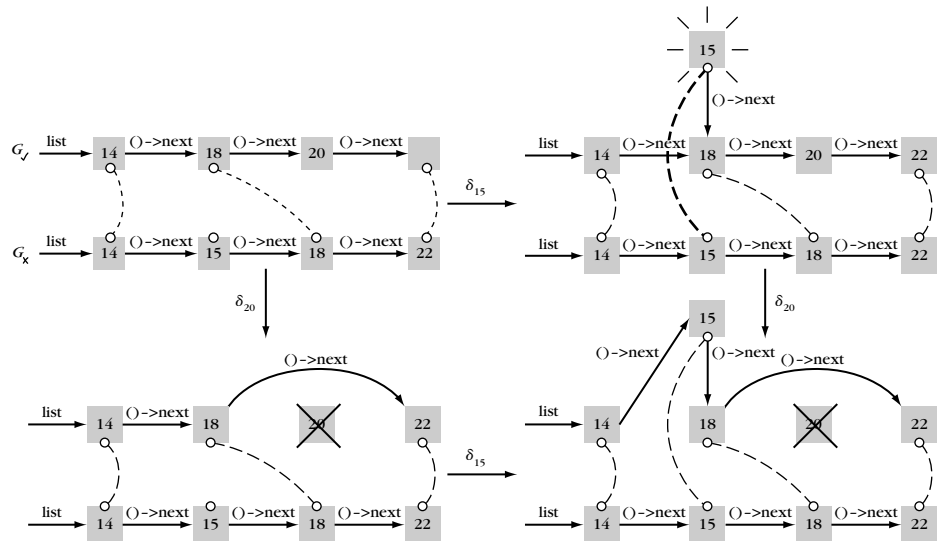 15
()->next
G✓ list 14 ()->next 18 ()->next 20 ()->next
14 ()->next 18 ()->next 20 ()->next 22
δ15
G✗ list 14 ()->next 15 ()->next 18 ()->next 22
list 14 ()->next 15 ()->next 18 ()->next 22
δ20
δ20
15
()->next
()->next ()->next ()->next
list 14 ()->next 18 20 22
list 14 18 20 22
δ15
list 14 ()->next 15 ()->next 18 ()->next 22
list 14 ()->next 15 ()->next 18 ()->next 22